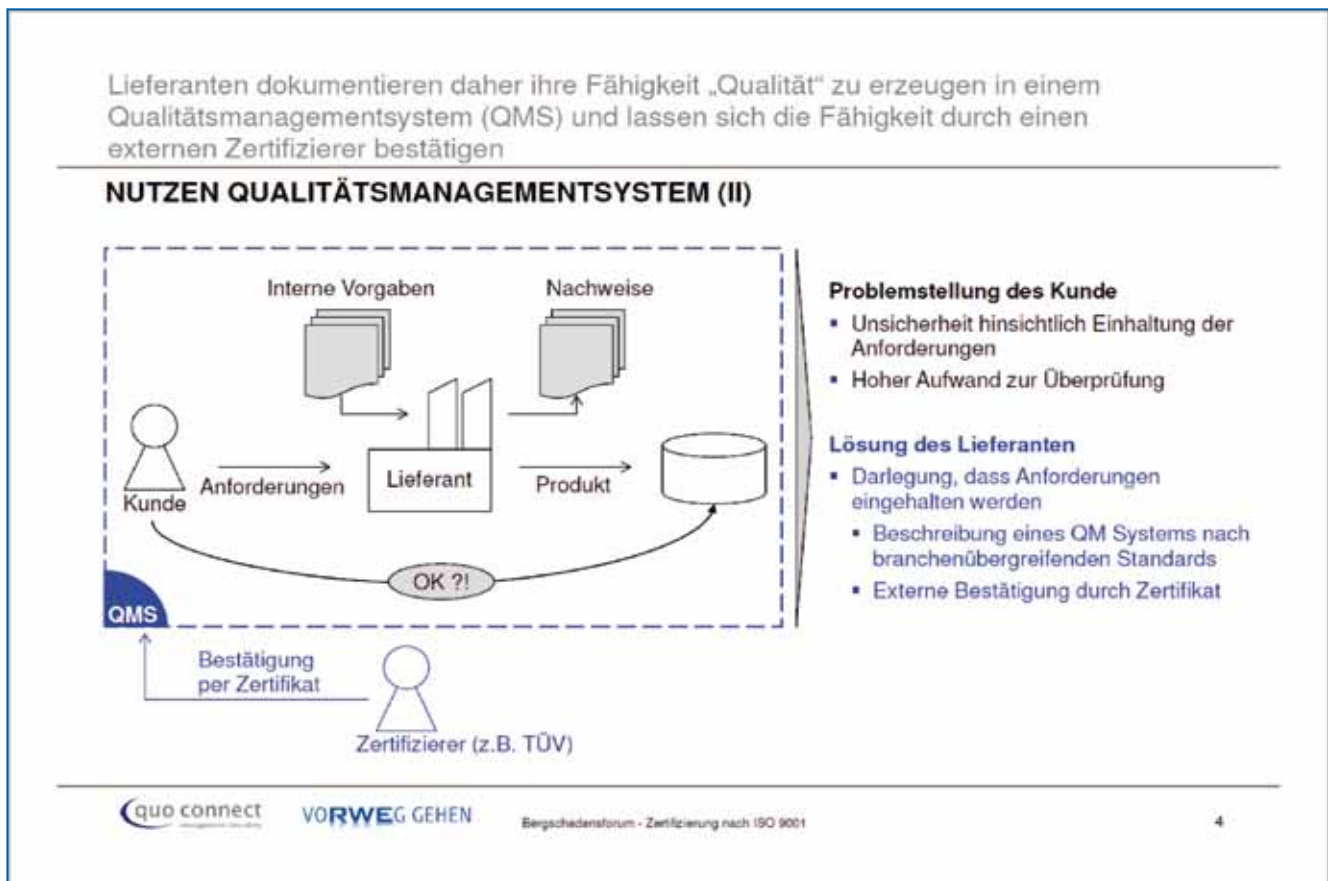 Lieferanten dokumentieren daher ihre Fähigkeit „Qualität“ zu erzeugen in einem
Qualitätsmanagementsystem (QMS) und lassen sich die Fähigkeit durch einen
externen Zertifizierer bestätigen
NUTZEN QUALITÄTSMANAGEMENTSYSTEM (II)
Interne Vorgaben
Nachweise
Kunde
Anforderungen
Lieferant
Produkt
OK ?!
QMS
Bestätigung
per Zertifikat
Zertifizierer (z.B. TÜV)
Problemstellung des Kunde
▪ Unsicherheit hinsichtlich Einhaltung der
Anforderungen
▪ Hoher Aufwand zur Überprüfung
Lösung des Lieferanten
▪ Darlegung, dass Anforderungen
eingehalten werden
▪ Beschreibung eines QM Systems nach
branchenübergreifenden Standards
▪ Externe Bestätigung durch Zertifikat
quo connect
VORWEG GEHEN
Bergschadensforum - Zertifizierung nach ISO 9001
4